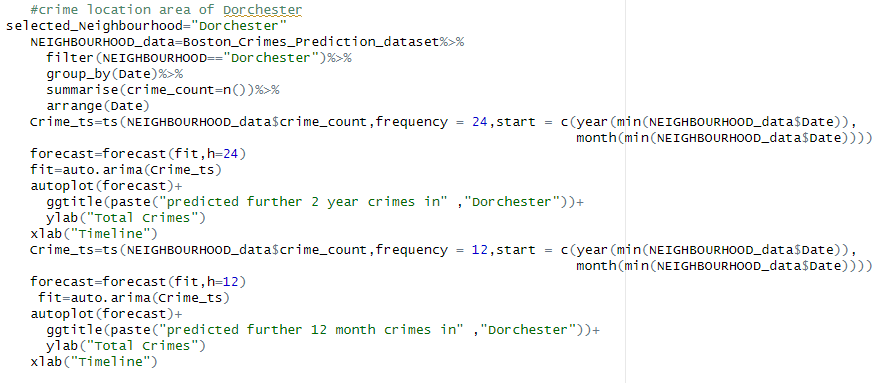 #crime location area of Dorchester
selected_Neighbourhood="Dorchester"
NEIGHBOURHOOD_data=Boston_Crimes_Prediction_dataset%>%
filter(NEIGHBOURHOOD=="Dorchester")%>%
group_by(Date)%>%
summarise(crime_count=n())%>%
arrange(Date)
Crime_ts=ts(NEIGHBOURHOOD_data$crime_count,frequency = 24,start = c(year(min(NEIGHBOURHOOD_data$Date)),
month(min(NEIGHBOURHOOD_data$Date))))
forecast=forecast(fit,h=24)
fit=auto.arima(Crime_ts)
autoplot(forecast)+
ggtitle(paste("predicted further 2 year crimes in" ,"Dorchester"))+
ylab("Total Crimes")
xlab("Timeline")
Crime_ts=ts(NEIGHBOURHOOD_data$crime_count,frequency = 12,start = c(year(min(NEIGHBOURHOOD_data$Date)),
month(min(NEIGHBOURHOOD_data$Date))))
forecast=forecast(fit,h=12)
fit=auto.arima(Crime_ts)
autoplot(forecast)+
ggtitle(paste("predicted further 12 month crimes in" ,"Dorchester"))+
ylab("Total Crimes")
xlab("Timeline")